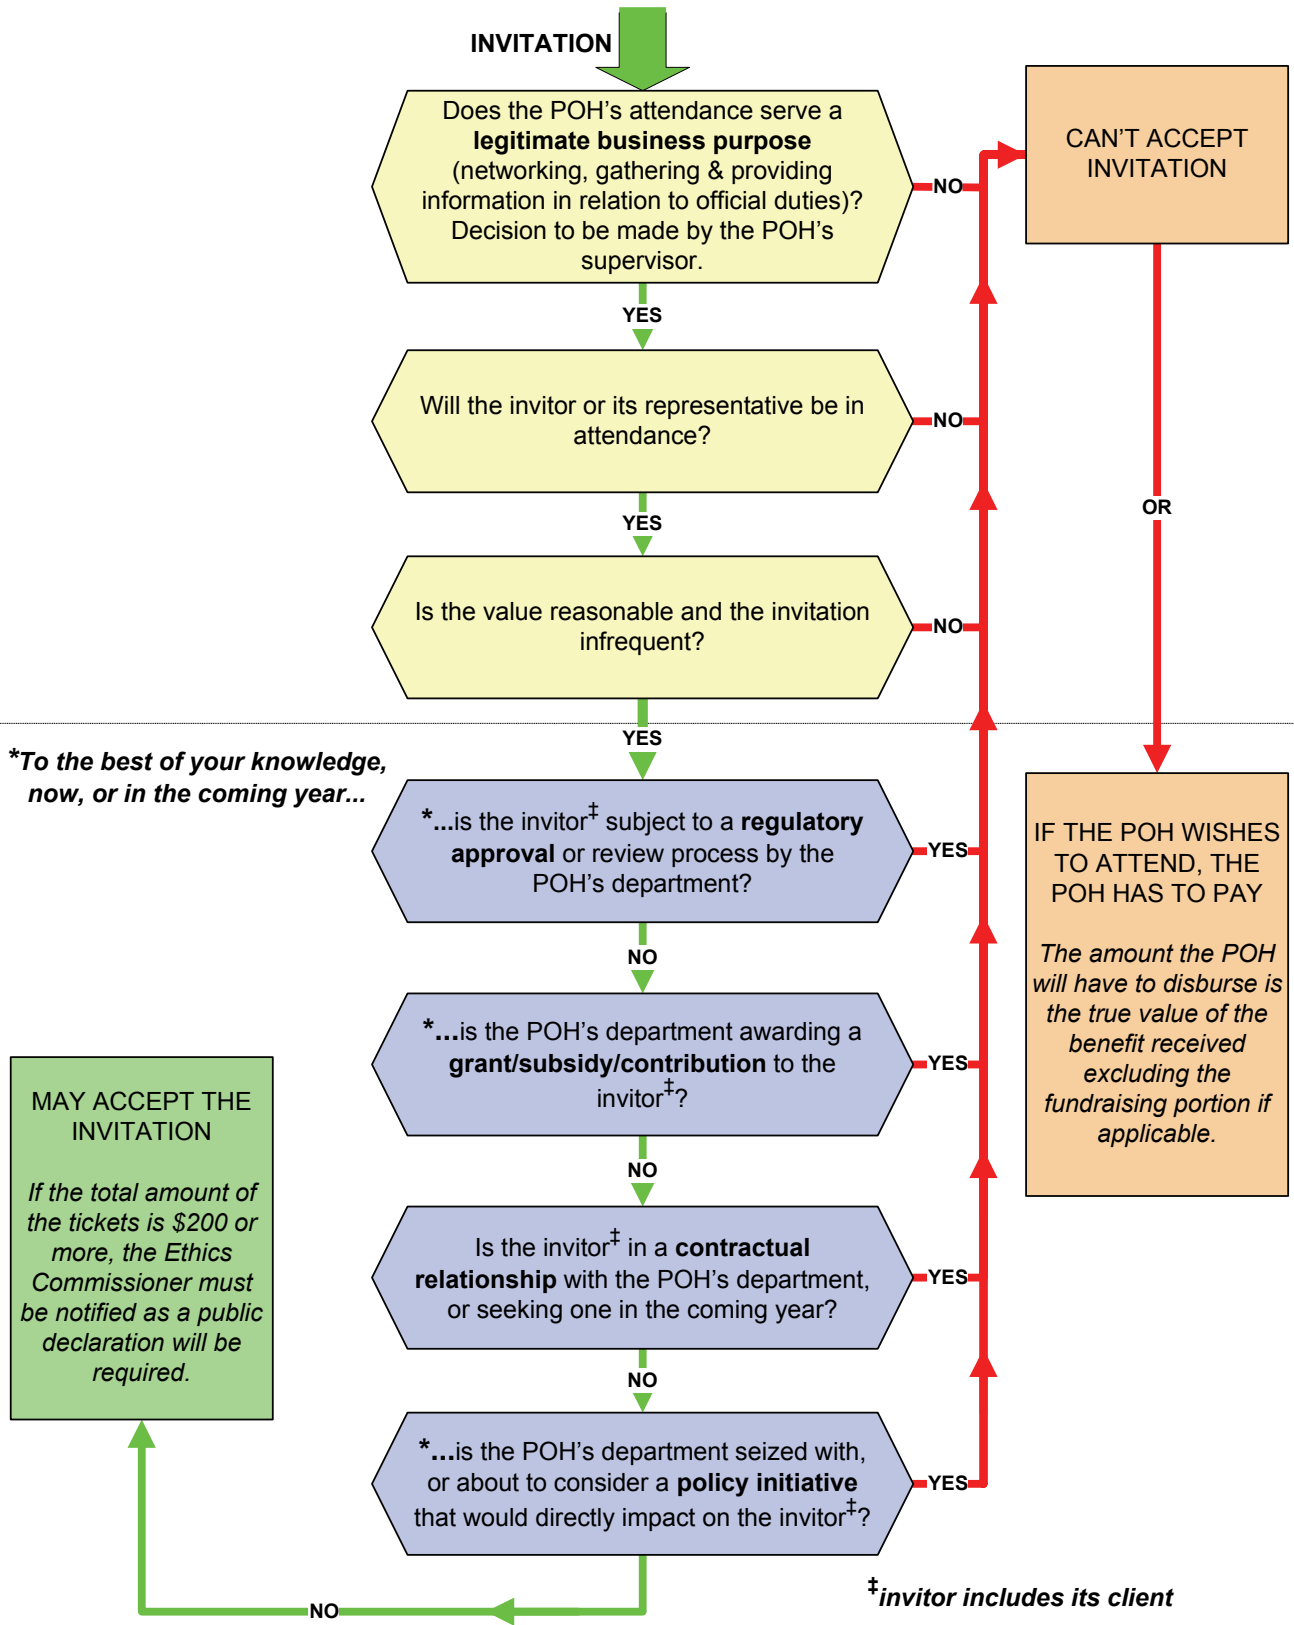 INVITATION
Does the POH's attendance serve a
legitimate business purpose
(networking, gathering & providing
information in relation to official duties)?
Decision to be made by the POH's
supervisor.
NO
CAN'T ACCEPT
INVITATION
YES
Will the invitor or its representative be in
attendance?
NO
OR
YES
Is the value reasonable and the invitation
infrequent?
NO
YES
*To the best of your knowledge,
now, or in the coming year...
*...is the invitor‡ subject to a regulatory
approval or review process by the
POH's department?
YES
IF THE POH WISHES
TO ATTEND, THE
POH HAS TO PAY
The amount the POH
will have to disburse is
the true value of the
benefit received
excluding the
fundraising portion if
applicable.
NO
*...is the POH's department awarding a
grant/subsidy/contribution to the
invitor‡?
YES
MAY ACCEPT THE
INVITATION
If the total amount of
the tickets is $200 or
more, the Ethics
Commissioner must
be notified as a public
declaration will be
required.
NO
Is the invitor‡ in a contractual
relationship with the POH's department,
or seeking one in the coming year?
YES
NO
*...is the POH's department seized with,
or about to consider a policy initiative
that would directly impact on the invitor‡?
YES
NO
‡invitor includes its client